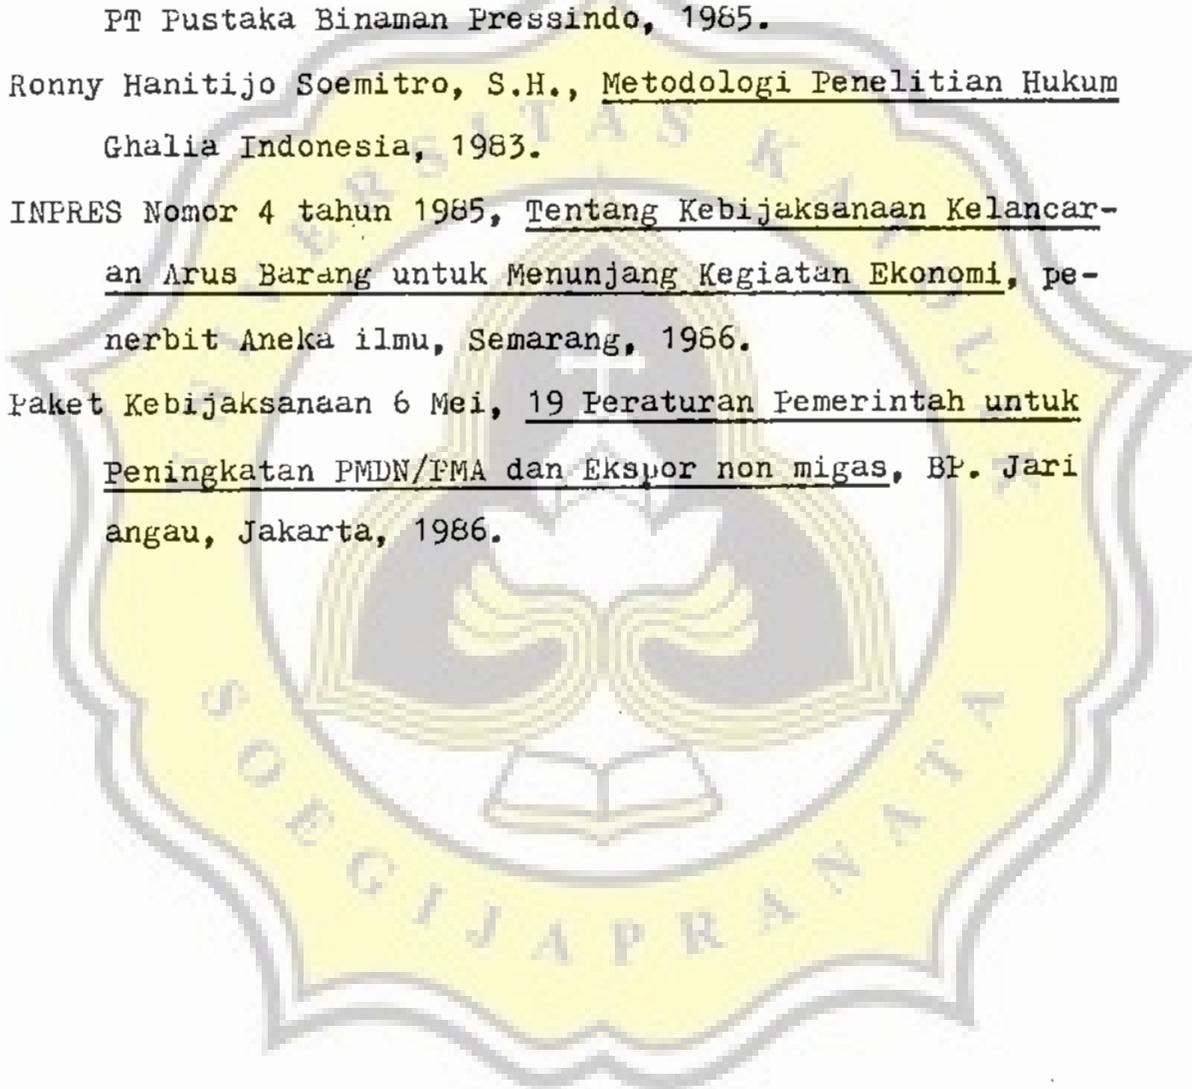 PT Pustaka Binaman Pressindo, 1985.
Ronny Hanitijo Soemitro, S.H., Metodologi Penelitian Hukum
Ghalia Indonesia, 1983.
INPRES Nomor 4 tahun 1985, Tentang Kebijaksanaan Kelancar-
an Arus Barang untuk Menunjang Kegiatan Ekonomi, pe-
nerbit Aneka ilmu, Semarang, 1986.
Paket Kebijaksanaan 6 Mei, 19 Peraturan Pemerintah untuk
Peningkatan PMDN/PMA dan Ekspor non migas, BP. Jari
angau, Jakarta, 1986.
SOEGIJAPRANATA